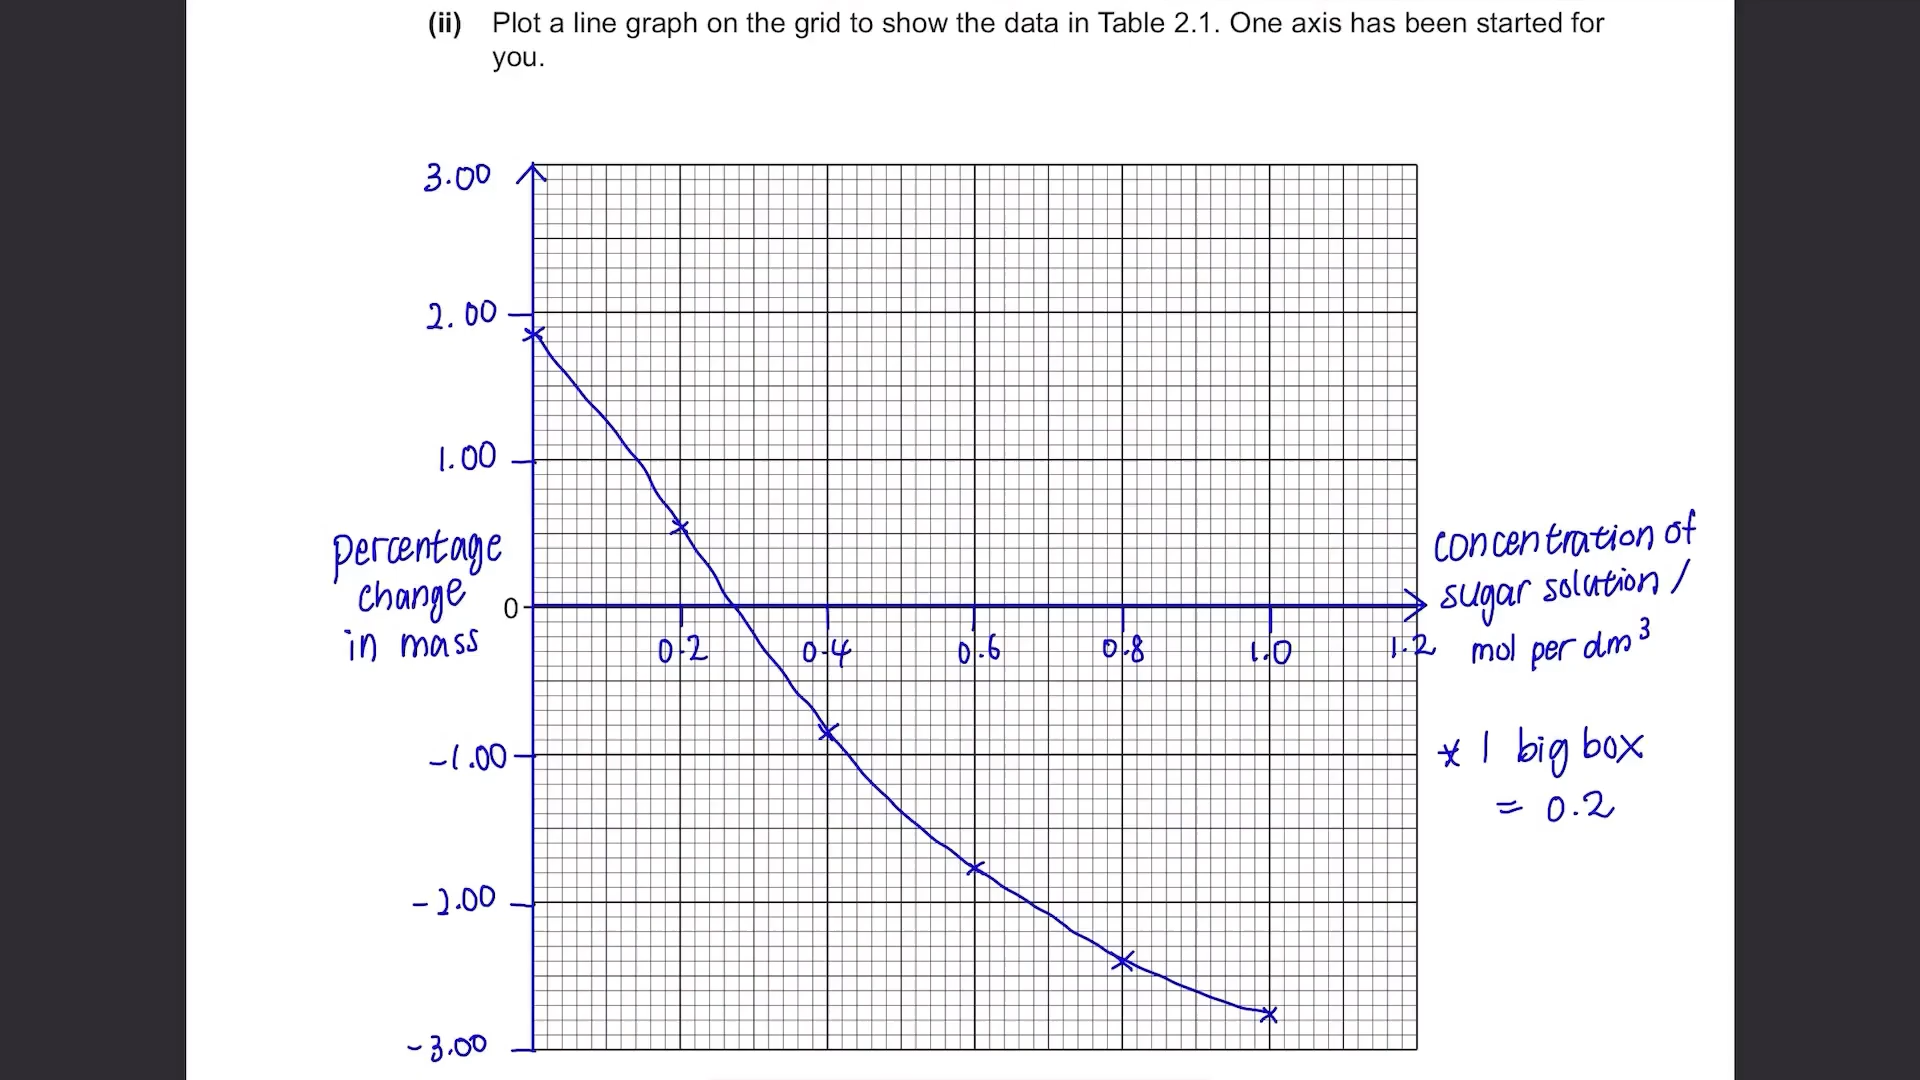 (ii) Plot a line graph on the grid to show the data in Table 2.1. One axis has been started for
you.
3.00
2.00
1.00
percentage
change
in mass
0
-1.00
-2.00
-3.00
0.2 0.4 0.6 0.8 1.0 1.2
concentration of
sugar solution /
mol per dm³
* 1 big box
= 0.2